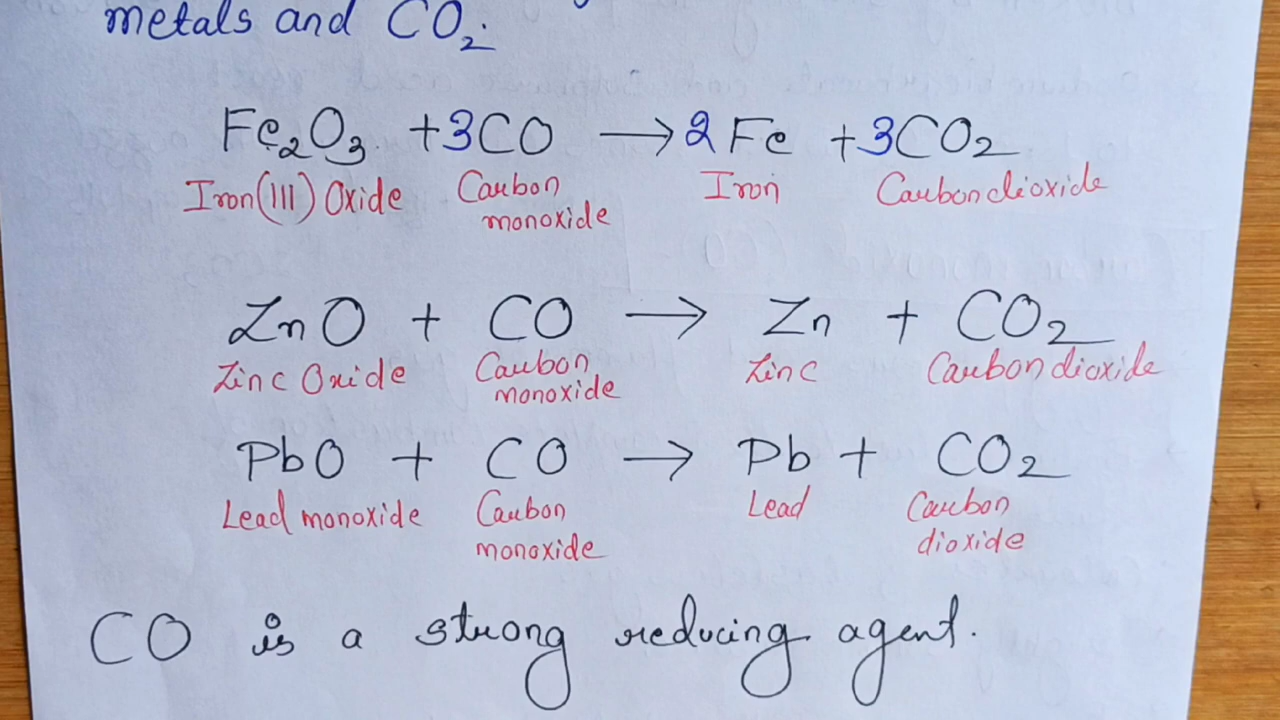 metals and CO₂.
Fe₂O₃ + 3CO → 2Fe + 3CO₂
Iron(III) Oxide Carbon monoxide Iron Carbon dioxide
ZnO + CO → Zn + CO₂
Zinc Oxide Carbon monoxide Zinc Carbon dioxide
PbO + CO → Pb + CO₂
Lead monoxide Carbon monoxide Lead Carbon dioxide
CO is a strong reducing agent.